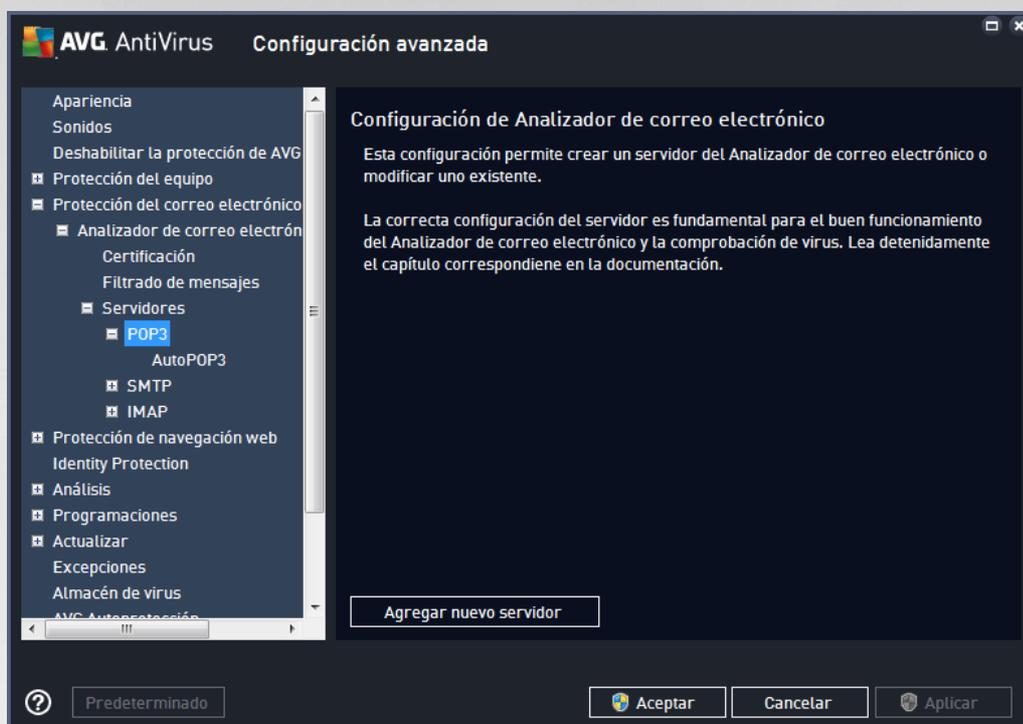 AVG. AntiVirus
Configuración avanzada
Apariencia
Sonidos
Deshabilitar la protección de AVG
Protección del equipo
Protección del correo electrónico
Analizador de correo electrón
Certificación
Filtrado de mensajes
Servidores
POP3
AutoPOP3
SMTP
IMAP
Protección de navegación web
Identity Protection
Análisis
Programaciones
Actualizar
Excepciones
Almacén de virus
AVG Autoprotección
Configuración de Analizador de correo electrónico
Esta configuración permite crear un servidor del Analizador de correo electrónico o
modificar uno existente.
La correcta configuración del servidor es fundamental para el buen funcionamiento
del Analizador de correo electrónico y la comprobación de virus. Lea detenidamente
el capítulo correspondiene en la documentación.
Agregar nuevo servidor
Predeterminado
Aceptar
Cancelar
Aplicar